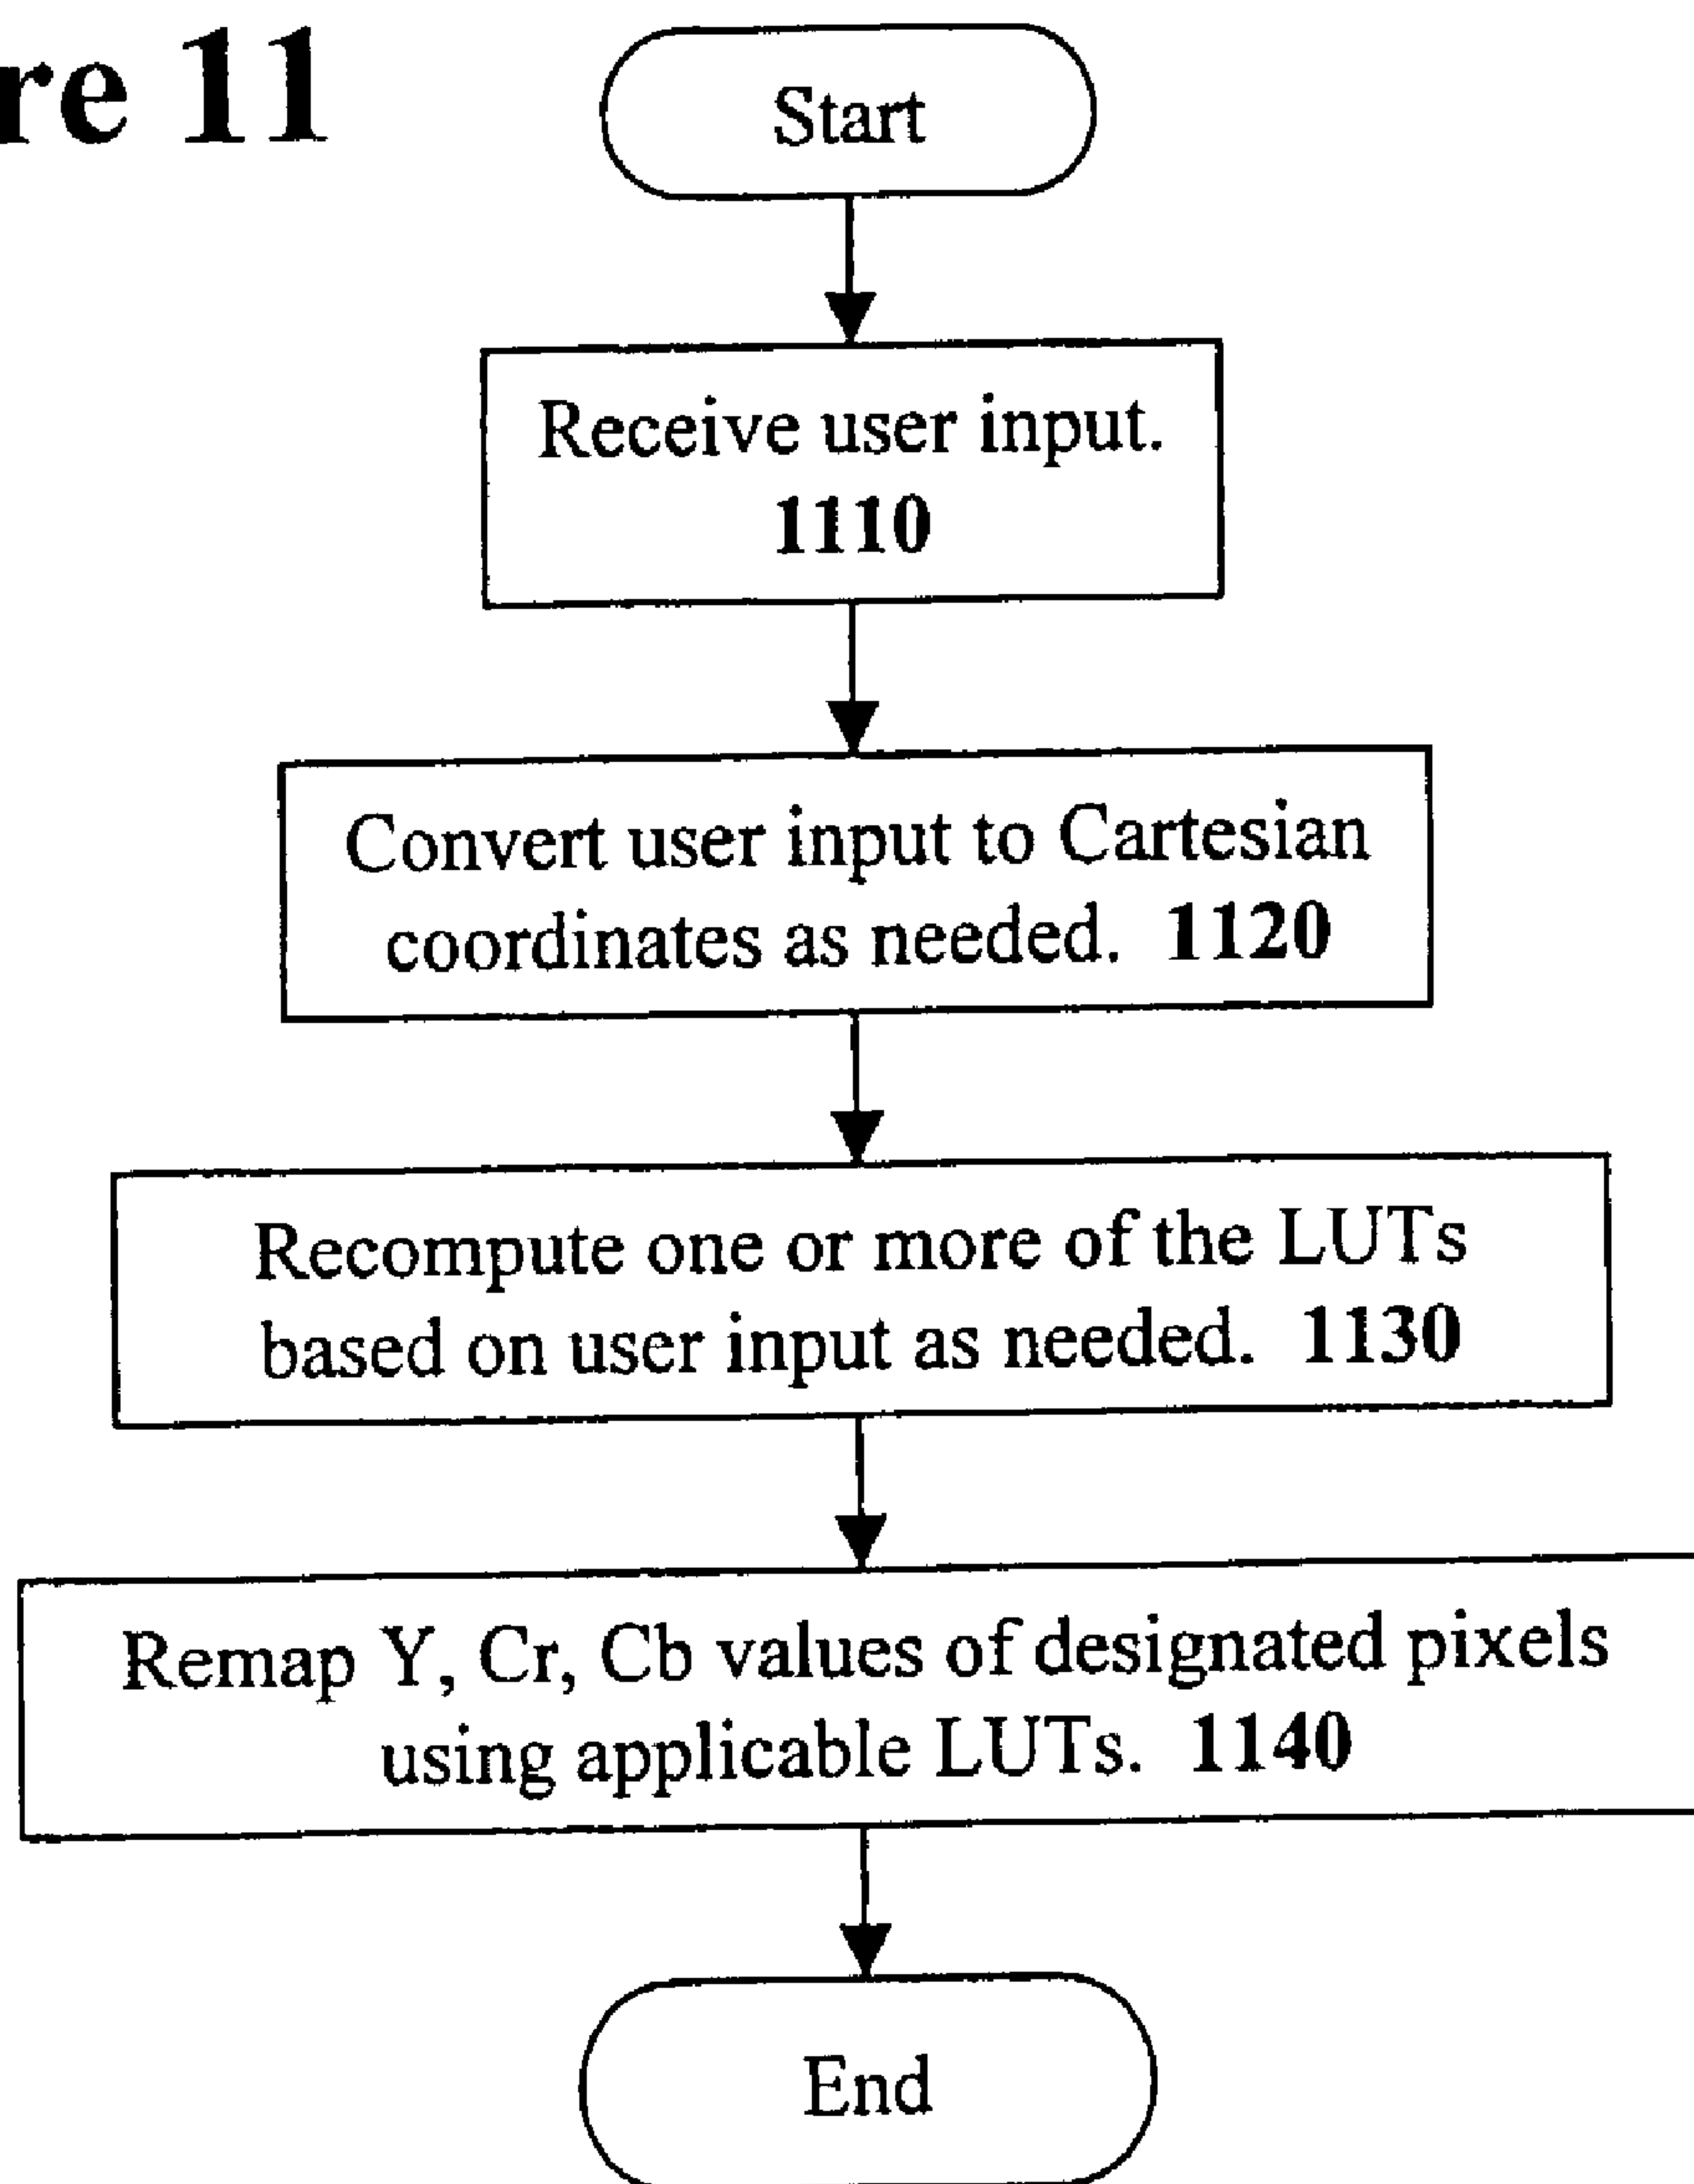 re 11
Start
Receive user input.
1110
Convert user input to Cartesian
coordinates as needed. 1120
Recompute one or more of the LUTs
based on user input as needed. 1130
Remap Y, Cr, Cb values of designated pixels
using applicable LUTs. 1140
End